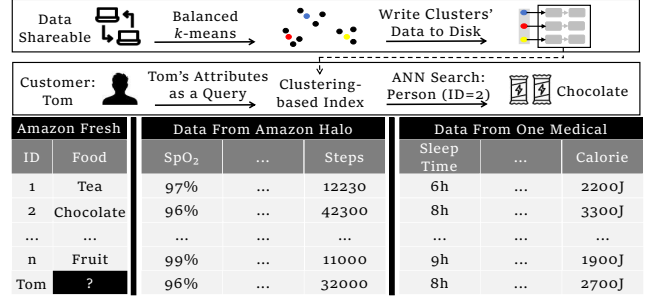 Data Shareable
Balanced k-means
Write Clusters' Data to Disk
Customer: Tom
Tom's Attributes as a Query
Clustering-based Index
ANN Search: Person (ID=2)
Chocolate
Amazon Fresh
Data From Amazon Halo
Data From One Medical
ID Food SpO₂ ... Steps Sleep Time ... Calorie
1 Tea 97% ... 12230 6h ... 2200J
2 Chocolate 96% ... 42300 8h ... 3300J
... ... ... ... ... ... ... ...
n Fruit 99% ... 11000 9h ... 1900J
Tom ? 96% ... 32000 8h ... 2700J